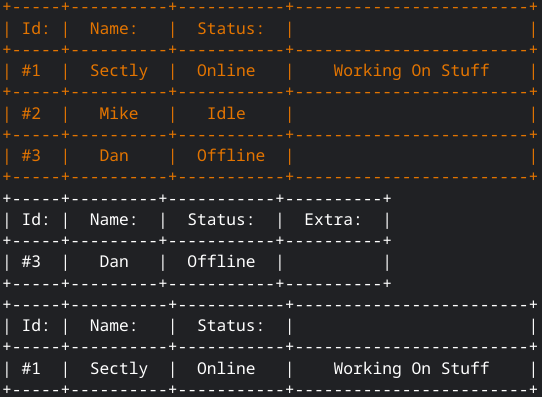 +-----+----------+-----------+------------------------+
| Id: |  Name:   |  Status:  |                        |
+-----+----------+-----------+------------------------+
| #1  |  Sectly  |  Online   |    Working On Stuff    |
+-----+----------+-----------+------------------------+
| #2  |   Mike   |   Idle    |                        |
+-----+----------+-----------+------------------------+
| #3  |   Dan    |  Offline  |                        |
+-----+----------+-----------+------------------------+
+-----+---------+-----------+----------+
| Id: |  Name:  |  Status:  |  Extra:  |
+-----+---------+-----------+----------+
| #3  |   Dan   |  Offline  |          |
+-----+---------+-----------+----------+
+-----+----------+-----------+------------------------+
| Id: |  Name:   |  Status:  |                        |
+-----+----------+-----------+------------------------+
| #1  |  Sectly  |  Online   |    Working On Stuff    |
+-----+----------+-----------+------------------------+